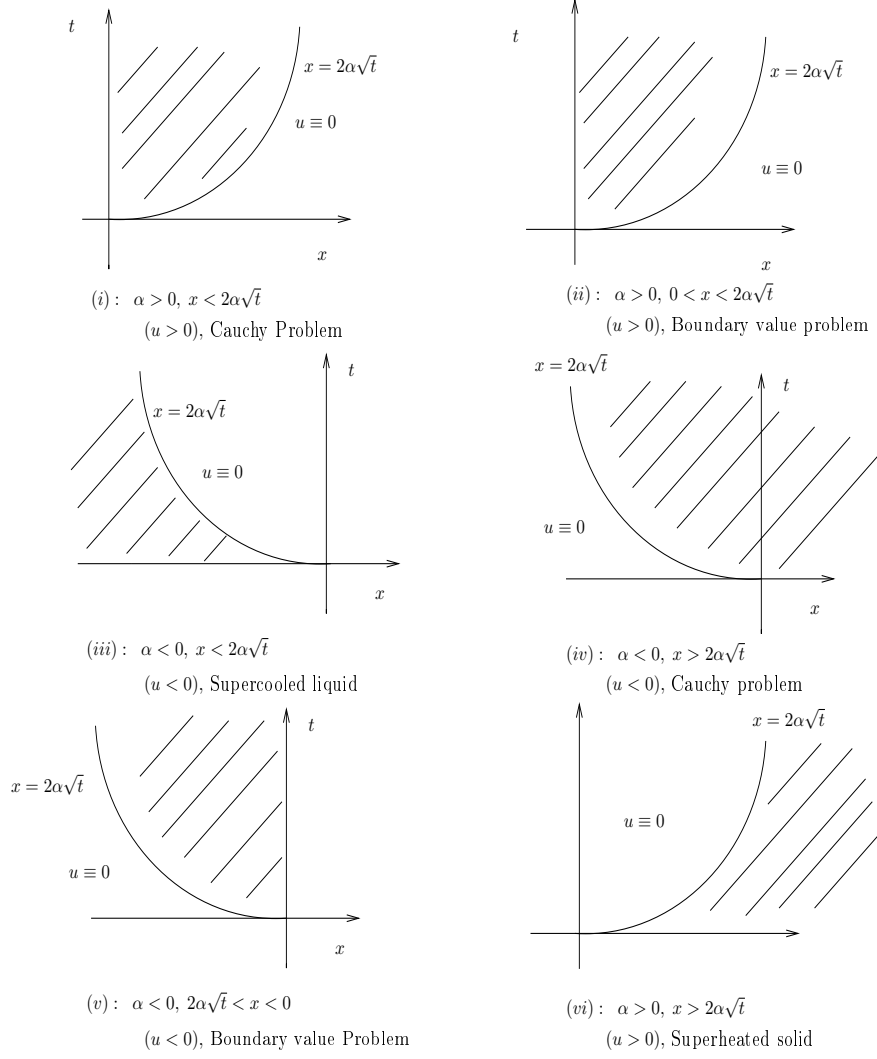 t
x = 2α√t
u ≡ 0
x
(i) : α > 0, x < 2α√t
(u > 0), Cauchy Problem
t
x = 2α√t
u ≡ 0
x
(ii) : α > 0, 0 < x < 2α√t
(u > 0), Boundary value problem
t
x = 2α√t
u ≡ 0
x
(iii) : α < 0, x < 2α√t
(u < 0), Supercooled liquid
x = 2α√t
t
u ≡ 0
x
(iv) : α < 0, x > 2α√t
(u < 0), Cauchy problem
t
x = 2α√t
u ≡ 0
x
(v) : α < 0, 2α√t < x < 0
(u < 0), Boundary value Problem
x = 2α√t
u ≡ 0
(vi) : α > 0, x > 2α√t
(u > 0), Superheated solid